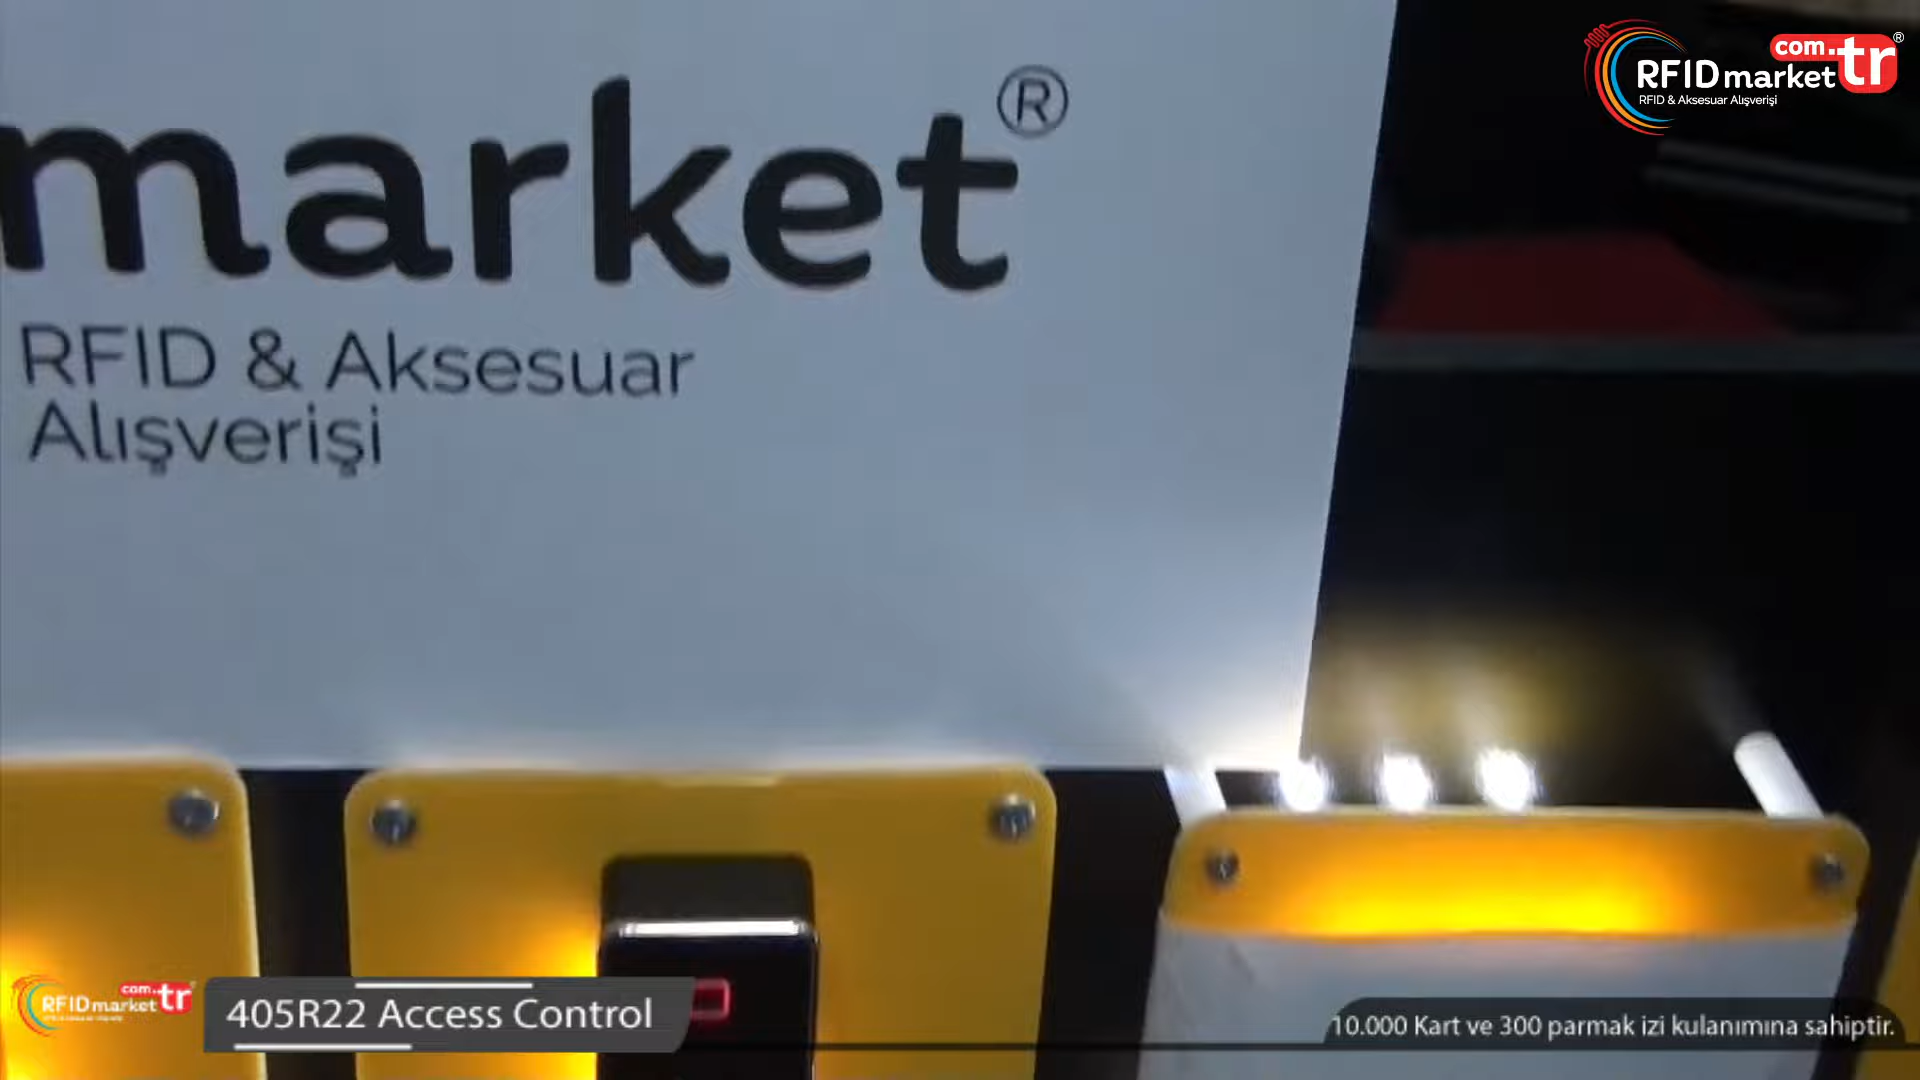 market®
RFID & Aksesuar
Alışverişi
RFIDmarket com.tr®
RFID & Aksesuar Alışverişi
RFIDmarket com.tr
405R22 Access Control
10.000 Kart ve 300 parmak izi kulanımına sahiptir.